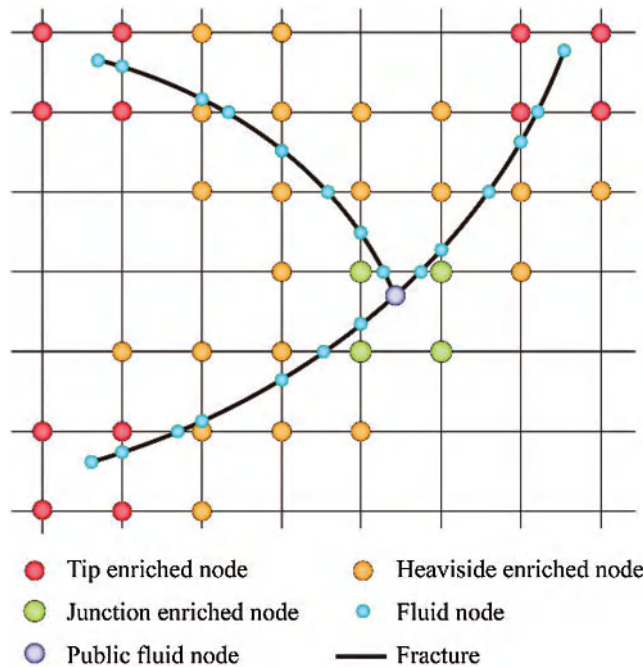 Tip enriched node
Heaviside enriched node
Junction enriched node
Fluid node
Public fluid node
Fracture